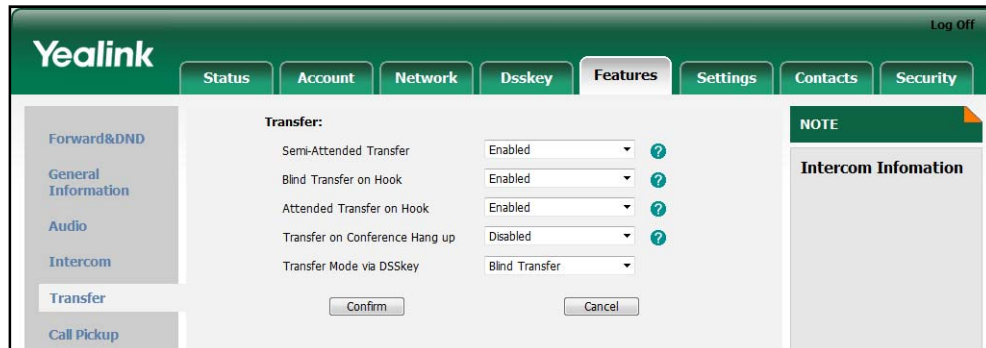 Log Off
Yealink
Status Account Network Dsskey Features Settings Contacts Security
Forward&DND
General
Information
Audio
Intercom
Transfer
Call Pickup
Transfer:
Semi-Attended Transfer Enabled ?
Blind Transfer on Hook Enabled ?
Attended Transfer on Hook Enabled ?
Transfer on Conference Hang up Disabled ?
Transfer Mode via DSSkey Blind Transfer
Confirm Cancel
NOTE
Intercom Infomation